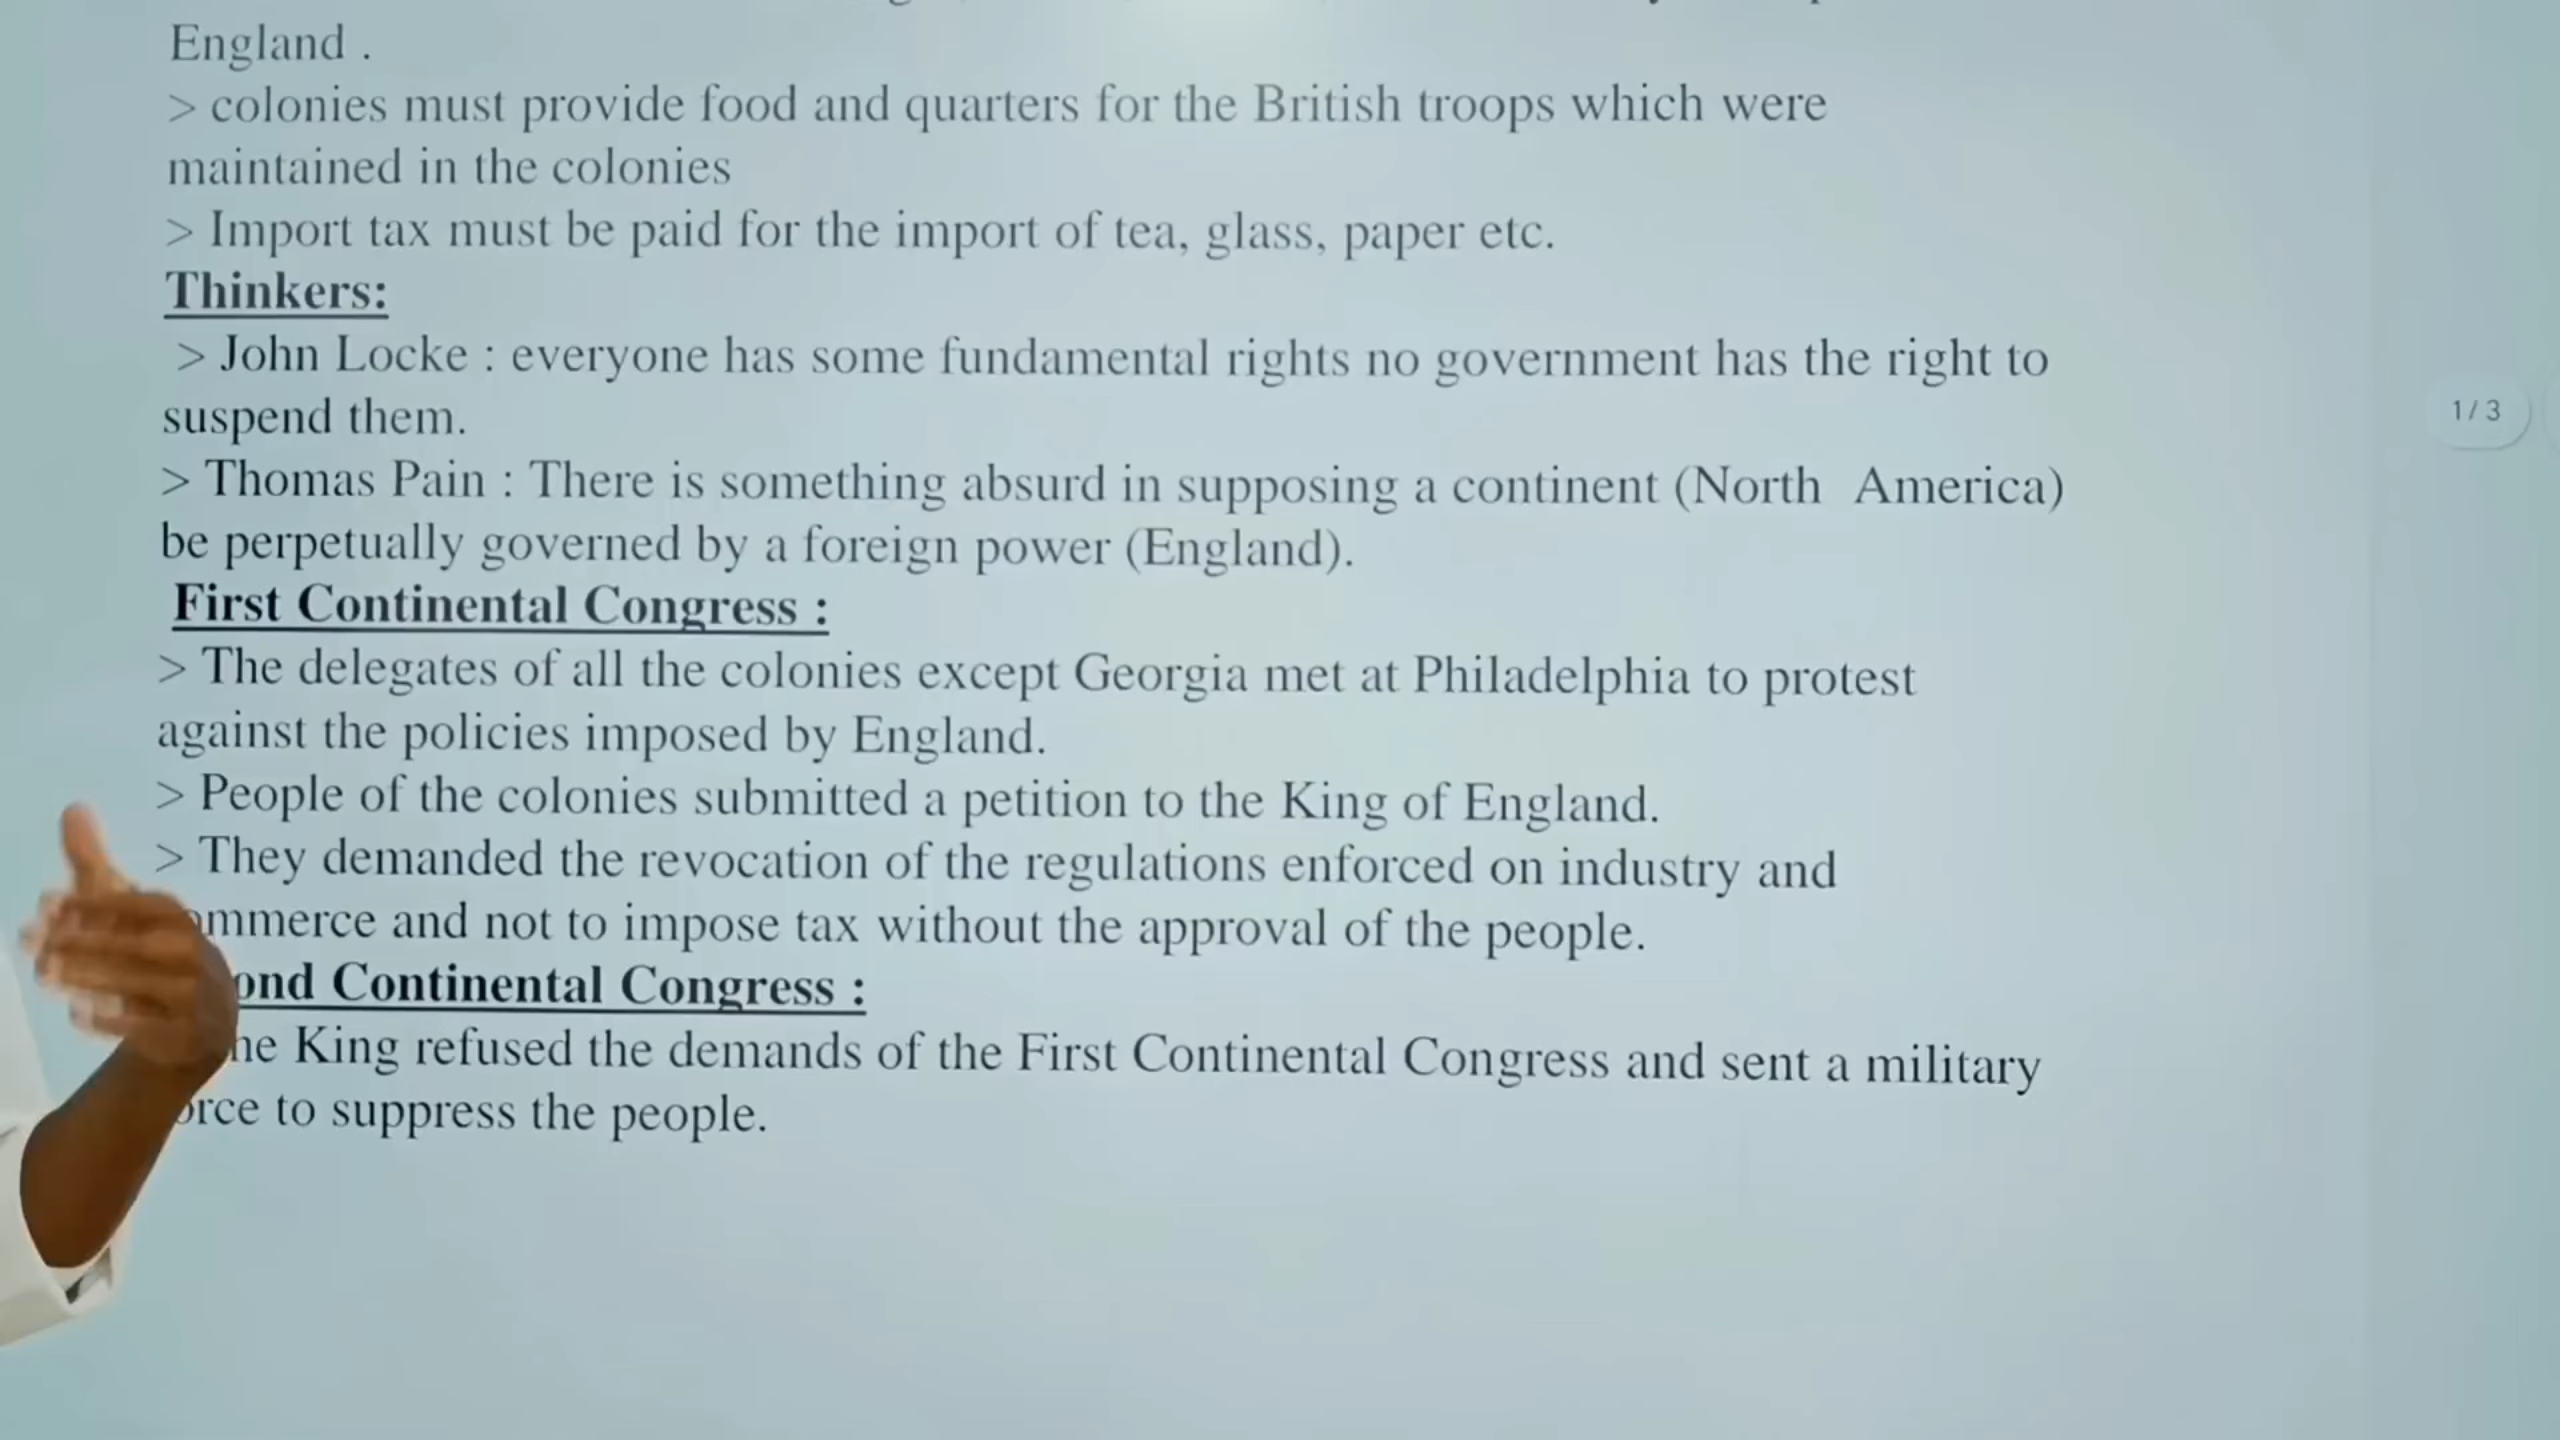 England .
> colonies must provide food and quarters for the British troops which were
maintained in the colonies
> Import tax must be paid for the import of tea, glass, paper etc.
Thinkers:
> John Locke : everyone has some fundamental rights no government has the right to
suspend them.
> Thomas Pain : There is something absurd in supposing a continent (North America)
be perpetually governed by a foreign power (England).
First Continental Congress :
> The delegates of all the colonies except Georgia met at Philadelphia to protest
against the policies imposed by England.
> People of the colonies submitted a petition to the King of England.
> They demanded the revocation of the regulations enforced on industry and
ommerce and not to impose tax without the approval of the people.
ond Continental Congress :
he King refused the demands of the First Continental Congress and sent a military
orce to suppress the people.
1 / 3